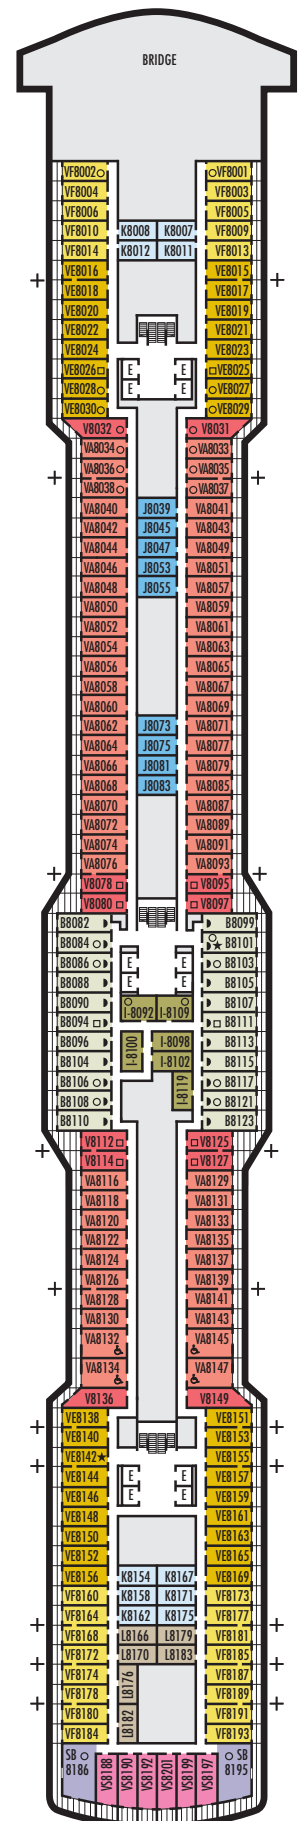 BRIDGE
VF8002 VF8001
VF8004 VF8003
VF8006 VF8005
VF8010 K8008 K8007 VF8009
VF8014 K8012 K8011 VF8013
VE8016 VE8015
VE8018 VE8017
VE8020 VE8019
VE8022 VE8021
VE8024 VE8023
VE8026 E E VE8025
VE8028 E E VE8027
VE8030 VE8029
V8032 V8031
VA8034 VA8033
VA8036 VA8035
VA8038 VA8037
VA8040 J8039 VA8041
VA8042 J8045 VA8043
VA8044 J8047 VA8049
VA8046 J8053 VA8051
VA8048 J8055 VA8057
VA8050 VA8059
VA8052 VA8061
VA8054 VA8063
VA8056 VA8065
VA8058 VA8067
VA8060 VA8069
VA8062 J8073 VA8071
VA8064 J8075 VA8077
VA8066 J8081 VA8079
VA8068 J8083 VA8085
VA8070 VA8087
VA8072 VA8089
VA8074 VA8091
VA8076 VA8093
V8078 V8095
V8080 V8097
B8082 B8099
B8084 B8101
B8086 E E B8103
B8088 E E B8105
B8090 I-8092 I-8109 B8107
B8094 B8111
B8096 I-8100 I-8098 B8113
B8104 I-8102 B8115
B8106 I-8119 B8117
B8108 B8121
B8110 B8123
V8112 V8125
V8114 V8127
VA8116 VA8129
VA8118 VA8131
VA8120 VA8133
VA8122 VA8135
VA8124 VA8137
VA8126 VA8139
VA8128 VA8141
VA8130 VA8143
VA8132 VA8145
VA8134 VA8147
V8136 V8149
VE8138 VE8151
VE8140 VE8153
VE8142 VE8155
VE8144 E E VE8157
VE8146 E E VE8159
VE8148 VE8161
VE8150 VE8163
VE8152 VE8165
VE8156 K8154 K8167 VE8169
VF8160 K8158 K8171 VF8173
VF8164 K8162 K8175 VF8177
VF8168 L8166 L8179 VF8181
VF8172 L8170 L8183 VF8185
VF8174 L8176 VF8187
VF8178 VF8189
VF8180 L8182 VF8191
VF8184 VF8193
SB 8186 VS8188 VS8190 VS8192 VS8201 VS8199 VS8197 SB 8195